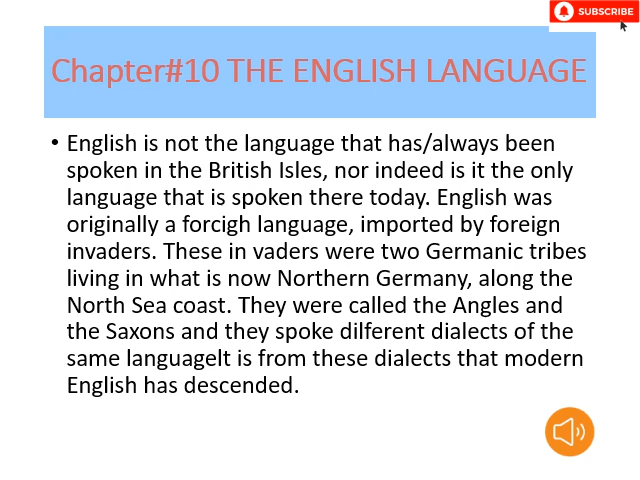 SUBSCRIBE
Chapter#10 THE ENGLISH LANGUAGE
• English is not the language that has/always been
spoken in the British Isles, nor indeed is it the only
language that is spoken there today. English was
originally a forcigh language, imported by foreign
invaders. These in vaders were two Germanic tribes
living in what is now Northern Germany, along the
North Sea coast. They were called the Angles and
the Saxons and they spoke dilferent dialects of the
same languagelt is from these dialects that modern
English has descended.